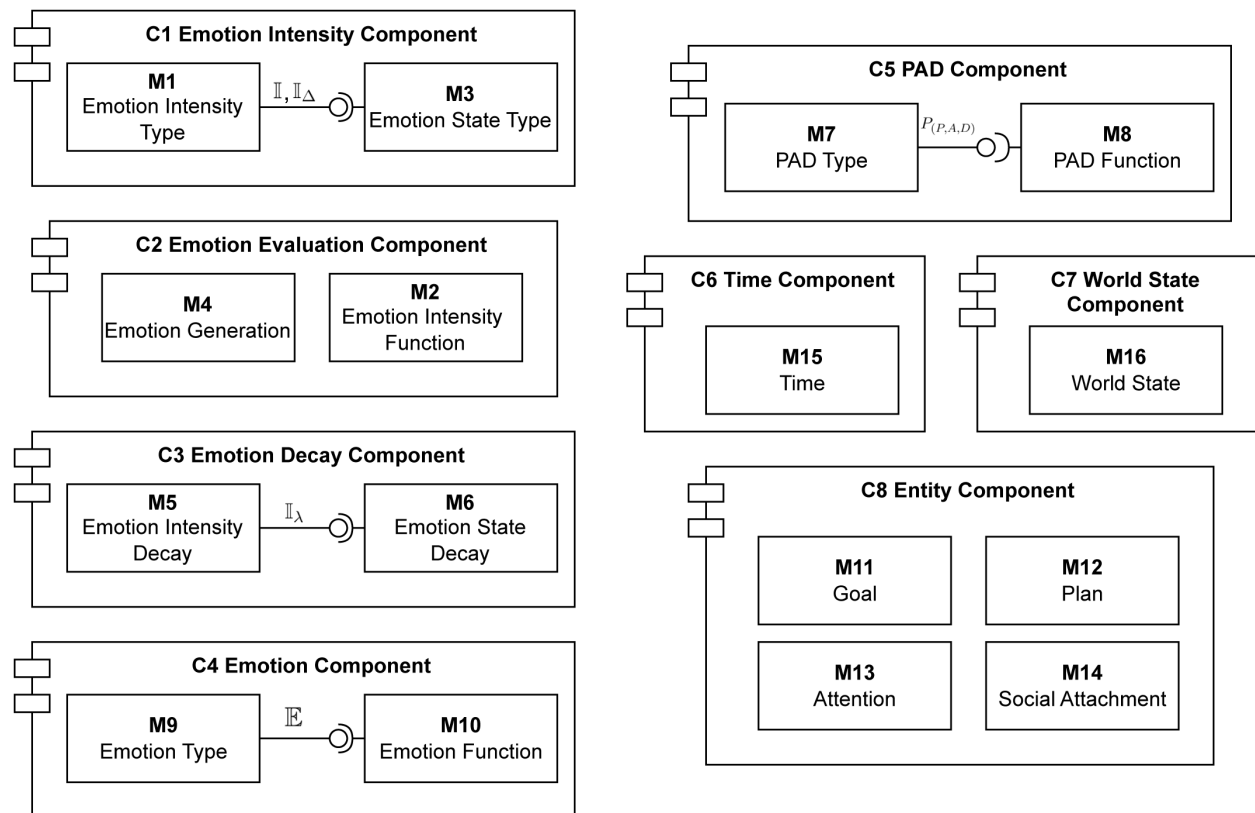 C1 Emotion Intensity Component
M1
Emotion Intensity
Type
𝕀, 𝕀_Δ
M3
Emotion State Type
C2 Emotion Evaluation Component
M4
Emotion Generation
M2
Emotion Intensity
Function
C3 Emotion Decay Component
M5
Emotion Intensity
Decay
𝕀_λ
M6
Emotion State
Decay
C4 Emotion Component
M9
Emotion Type
𝔼
M10
Emotion Function
C5 PAD Component
M7
PAD Type
P_(P,A,D)
M8
PAD Function
C6 Time Component
M15
Time
C7 World State
Component
M16
World State
C8 Entity Component
M11
Goal
M12
Plan
M13
Attention
M14
Social Attachment